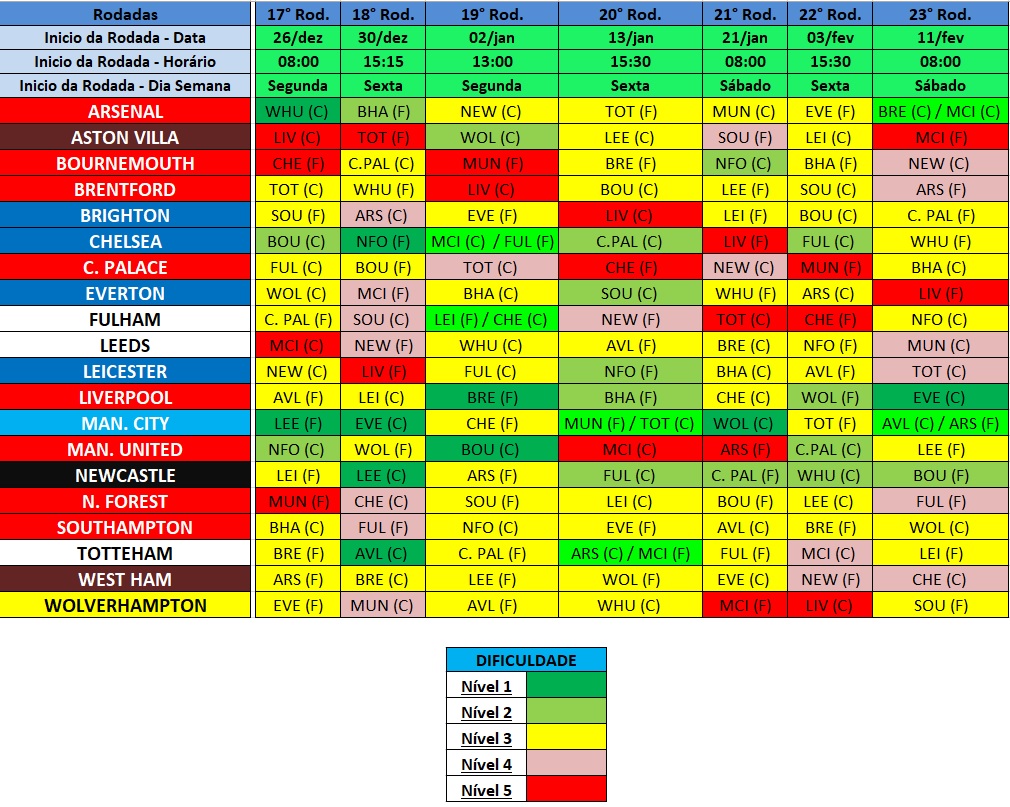 Rodadas 17° Rod. 18° Rod. 19° Rod. 20° Rod. 21° Rod. 22° Rod. 23° Rod.
Inicio da Rodada - Data 26/dez 30/dez 02/jan 13/jan 21/jan 03/fev 11/fev
Inicio da Rodada - Horário 08:00 15:15 13:00 15:30 08:00 15:30 08:00
Inicio da Rodada - Dia Semana Segunda Sexta Segunda Sexta Sábado Sexta Sábado
ARSENAL WHU (C) BHA (F) NEW (C) TOT (F) MUN (C) EVE (F) BRE (C) / MCI (C)
ASTON VILLA LIV (C) TOT (F) WOL (C) LEE (C) SOU (F) LEI (C) MCI (F)
BOURNEMOUTH CHE (F) C.PAL (C) MUN (F) BRE (F) NFO (C) BHA (F) NEW (C)
BRENTFORD TOT (C) WHU (F) LIV (C) BOU (C) LEE (F) SOU (C) ARS (F)
BRIGHTON SOU (F) ARS (C) EVE (F) LIV (C) LEI (F) BOU (C) C. PAL (F)
CHELSEA BOU (C) NFO (F) MCI (C) / FUL (F) C.PAL (C) LIV (F) FUL (C) WHU (F)
C. PALACE FUL (C) BOU (F) TOT (C) CHE (F) NEW (C) MUN (F) BHA (C)
EVERTON WOL (C) MCI (F) BHA (C) SOU (C) WHU (F) ARS (C) LIV (F)
FULHAM C. PAL (F) SOU (C) LEI (F) / CHE (C) NEW (F) TOT (C) CHE (F) NFO (C)
LEEDS MCI (C) NEW (F) WHU (C) AVL (F) BRE (C) NFO (F) MUN (C)
LEICESTER NEW (C) LIV (F) FUL (C) NFO (F) BHA (C) AVL (F) TOT (C)
LIVERPOOL AVL (F) LEI (C) BRE (F) BHA (F) CHE (C) WOL (F) EVE (C)
MAN. CITY LEE (F) EVE (C) CHE (F) MUN (F) / TOT (C) WOL (C) TOT (F) AVL (C) / ARS (F)
MAN. UNITED NFO (C) WOL (F) BOU (C) MCI (C) ARS (F) C.PAL (C) LEE (F)
NEWCASTLE LEI (F) LEE (C) ARS (F) FUL (C) C. PAL (F) WHU (C) BOU (F)
N. FOREST MUN (F) CHE (C) SOU (F) LEI (C) BOU (F) LEE (C) FUL (F)
SOUTHAMPTON BHA (C) FUL (F) NFO (C) EVE (F) AVL (C) BRE (F) WOL (C)
TOTTEHAM BRE (F) AVL (C) C. PAL (F) ARS (C) / MCI (F) FUL (F) MCI (C) LEI (F)
WEST HAM ARS (F) BRE (C) LEE (F) WOL (F) EVE (C) NEW (F) CHE (C)
WOLVERHAMPTON EVE (F) MUN (C) AVL (F) WHU (C) MCI (F) LIV (C) SOU (F)
DIFICULDADE
Nível 1
Nível 2
Nível 3
Nível 4
Nível 5